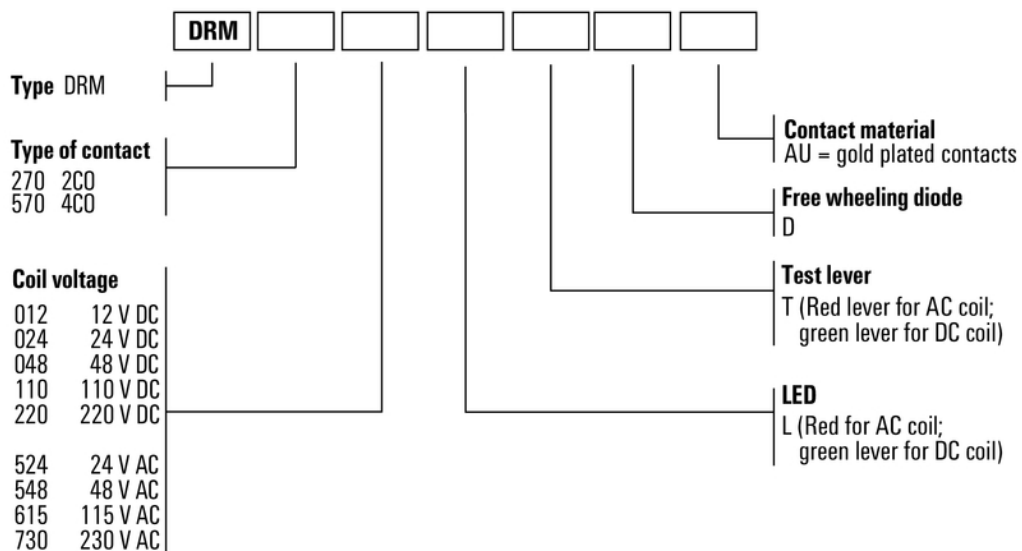 DRM
Type DRM
Type of contact
270 2CO
570 4CO
Coil voltage
012 12 V DC
024 24 V DC
048 48 V DC
110 110 V DC
220 220 V DC
524 24 V AC
548 48 V AC
615 115 V AC
730 230 V AC
Contact material
AU = gold plated contacts
Free wheeling diode
D
Test lever
T (Red lever for AC coil;
green lever for DC coil)
LED
L (Red for AC coil;
green lever for DC coil)